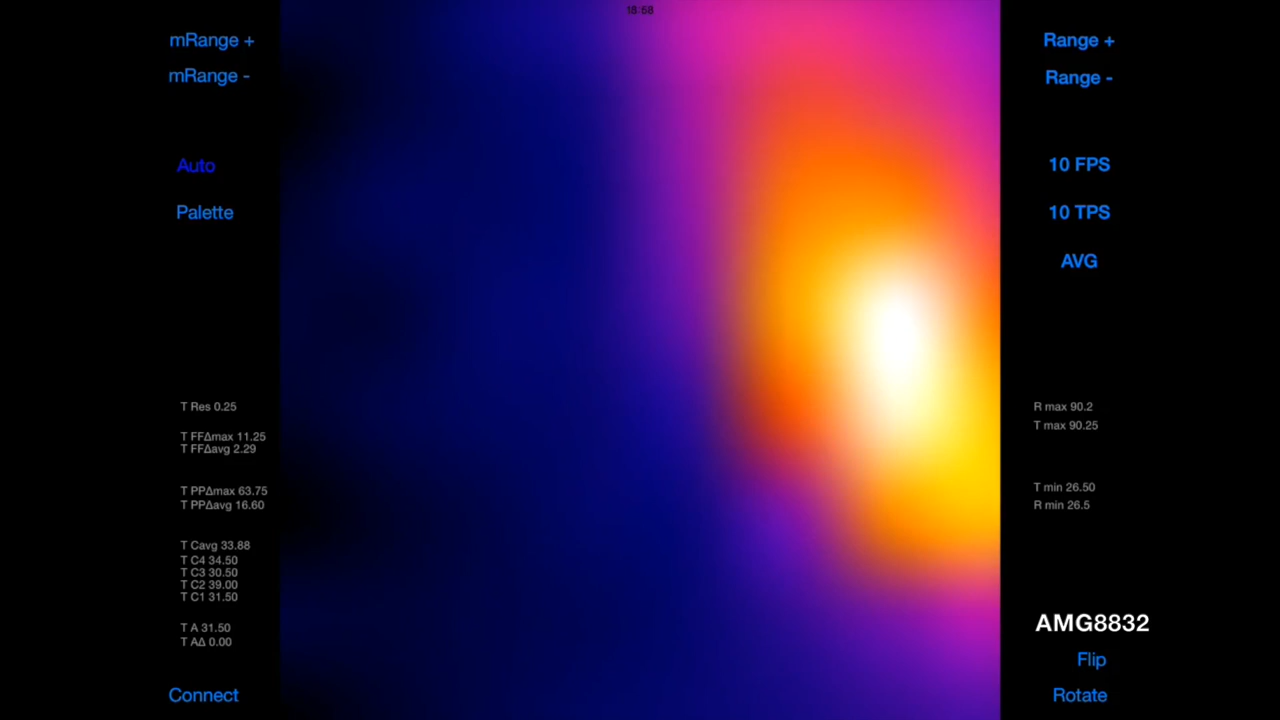 18:58
mRange +
mRange -
Auto
Palette
T Res 0.25
T FFΔmax 11.25
T FFΔavg 2.29
T PPΔmax 63.75
T PPΔavg 16.60
T Cavg 33.88
T C4 34.50
T C3 30.50
T C2 39.00
T C1 31.50
T A 31.50
T AΔ 0.00
Connect
Range +
Range -
10 FPS
10 TPS
AVG
R max 90.2
T max 90.25
T min 26.50
R min 26.5
AMG8832
Flip
Rotate